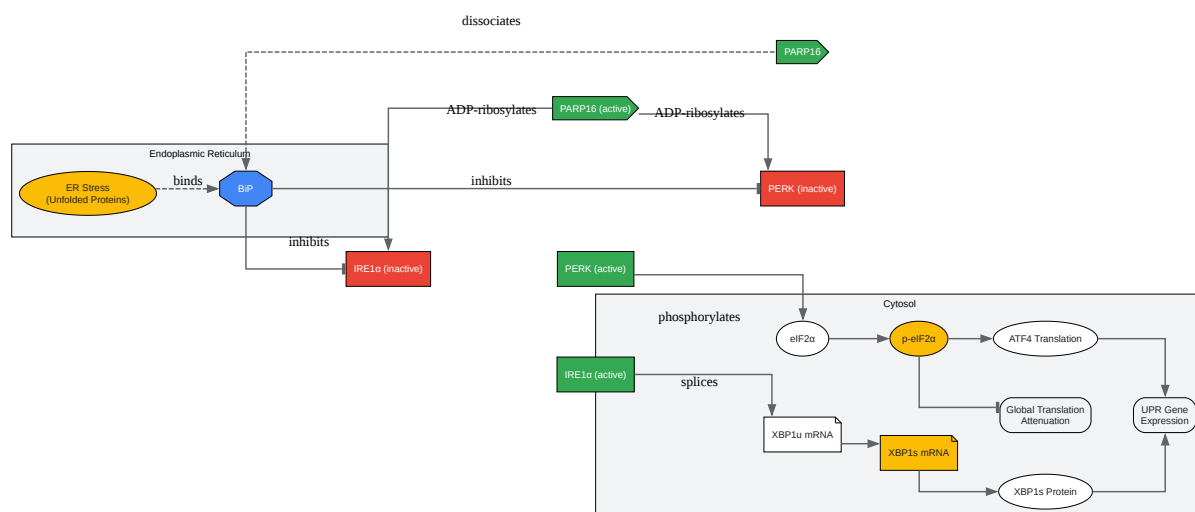 dissociates
PARP16
ADP-ribosylates
PARP16 (active)
ADP-ribosylates
Endoplasmic Reticulum
ER Stress
(Unfolded Proteins)
binds
BiP
inhibits
PERK (inactive)
inhibits
IRE1α (inactive)
PERK (active)
Cytosol
phosphorylates
eIF2α
p-eIF2α
ATF4 Translation
IRE1α (active)
splices
Global Translation
Attenuation
UPR Gene
Expression
XBP1u mRNA
XBP1s mRNA
XBP1s Protein